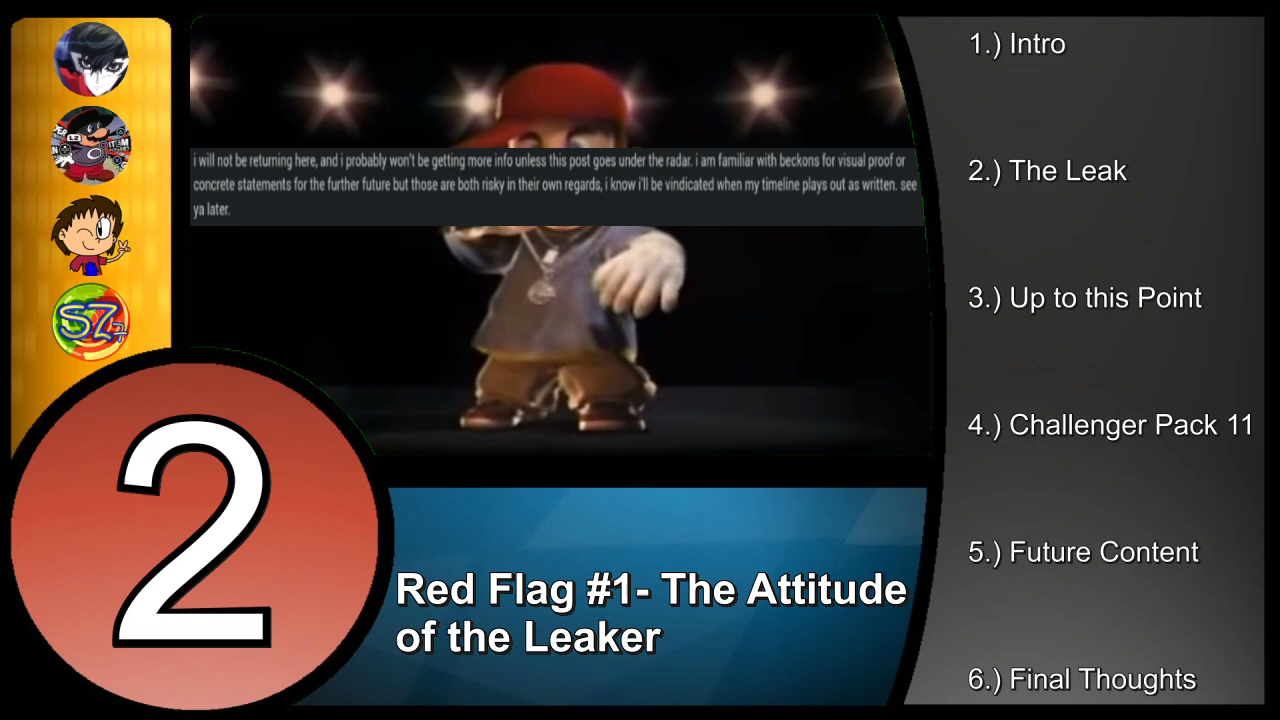 i will not be returning here, and i probably won't be getting more info unless this post goes under the radar. i am familiar with beckons for visual proof or
concrete statements for the further future but those are both risky in their own regards, i know i'll be vindicated when my timeline plays out as written. see
ya later.
SZ
2
Red Flag #1- The Attitude
of the Leaker
1.) Intro
2.) The Leak
3.) Up to this Point
4.) Challenger Pack 11
5.) Future Content
6.) Final Thoughts